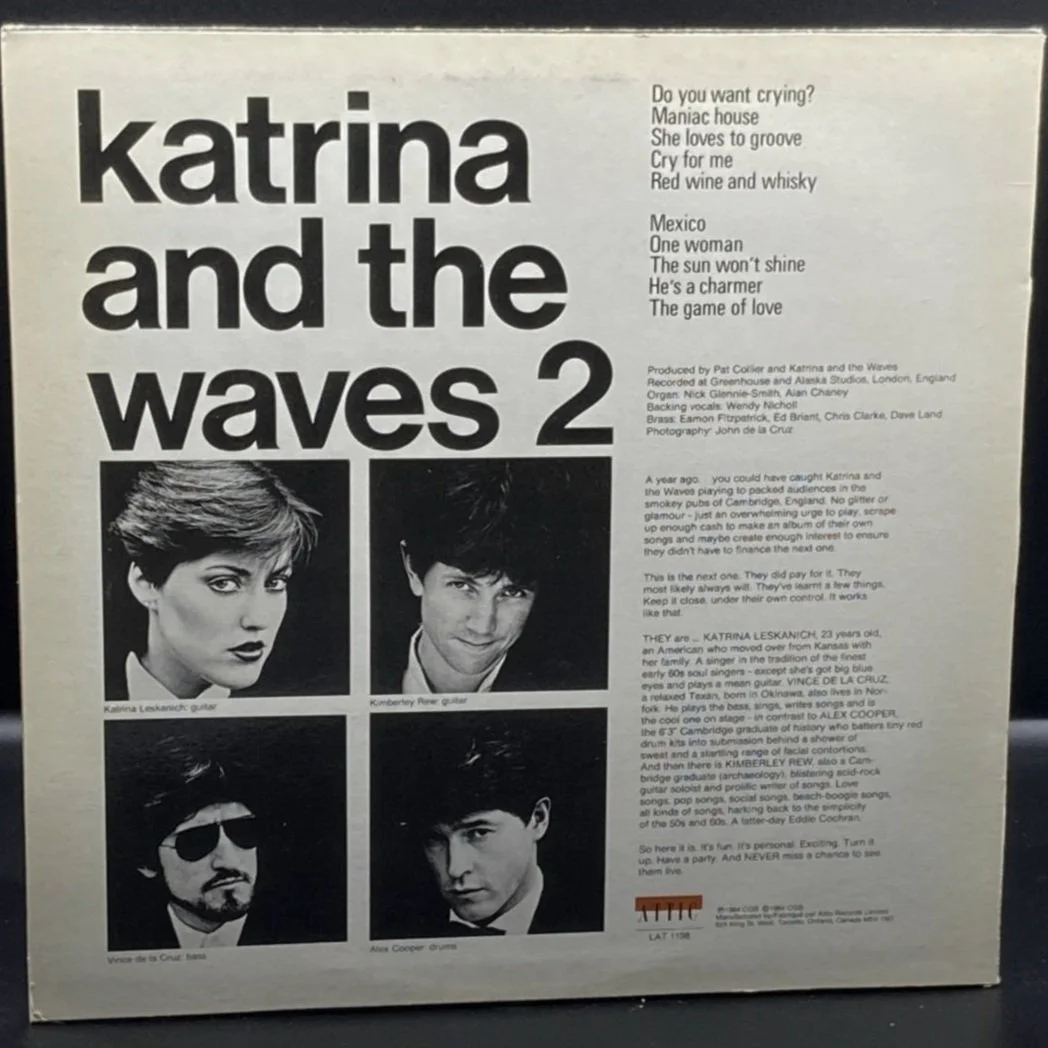 katrina
and the
waves 2
Do you want crying?
Maniac house
She loves to groove
Cry for me
Red wine and whisky
Mexico
One woman
The sun won't shine
He's a charmer
The game of love
Produced by Pat Collier and Katrina and the Waves
Recorded at Greenhouse and Alaska Studios, London, England
Organ: Nick Glennie-Smith, Alan Chaney
Backing vocals: Wendy Nicholl
Brass: Eamon Fitzpatrick, Ed Briant, Chris Clarke, Dave Land
Photography: John de la Cruz
A year ago. you could have caught Katrina and
the Waves playing to packed audiences in the
smokey pubs of Cambridge, England. No glitter or
glamour - just an overwhelming urge to play, scrape
up enough cash to make an album of their own
songs and maybe create enough interest to ensure
they didn't have to finance the next one.
This is the next one. They did pay for it. They
most likely always will. They've learnt a few things.
Keep it close, under their own control. It works
like that.
THEY are ... KATRINA LESKANICH, 23 years old,
an American who moved over from Kansas with
her family. A singer in the tradition of the finest
early 60s soul singers - except she's got big blue
eyes and plays a mean guitar. VINCE DE LA CRUZ,
a relaxed Texan, born in Okinawa, also lives in Nor-
folk. He plays the bass, sings, writes songs and is
the cool one on stage - in contrast to ALEX COOPER,
the 6'3" Cambridge graduate of history who batters tiny red
drum kits into submission behind a shower of
sweat and a startling range of facial contortions.
And then there is KIMBERLEY REW, also a Cam-
bridge graduate (archaeology), blistering acid-rock
guitar soloist and prolific writer of songs. Love
songs, pop songs, social songs, beach-boogie songs,
all kinds of songs, harking back to the simplicity
of the 50s and 60s. A latter-day Eddie Cochran.
So here it is. It's fun. It's personal. Exciting. Turn it
up. Have a party. And NEVER miss a chance to see
them live.
Katrina Leskanich: guitar
Kimberley Rew: guitar
Vince de la Cruz: bass
Alex Cooper: drums
ATTIC
LAT 1198
℗ 1984 OSB © 1984 OSB
Manufactured by/Fabriqué par Attic Records Limited
624 King St. West, Toronto, Ontario, Canada